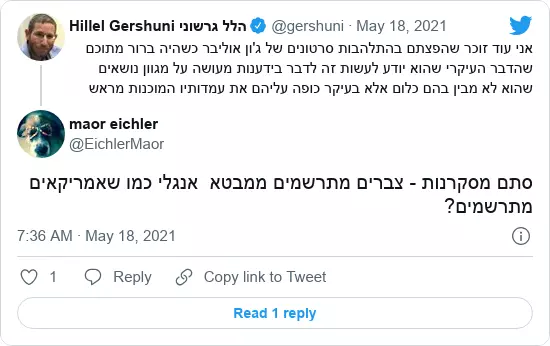 Hillel Gershuni הלל גרשוני @gershuni · May 18, 2021
אני עוד זוכר שהפצתם בהתלהבות סרטונים של ג'ון אוליבר כשהיה ברור מתוכם
שהדבר העיקרי שהוא יודע לעשות זה לדבר בידענות מעושה על מגוון נושאים
שהוא לא מבין בהם כלום אלא בעיקר כופה עליהם את עמדותיו המוכנות מראש
maor eichler
@EichlerMaor
סתם מסקרנות - צברים מתרשמים ממבטא אנגלי כמו שאמריקאים
מתרשמים?
7:36 AM · May 18, 2021
1 Reply Copy link to Tweet
Read 1 reply